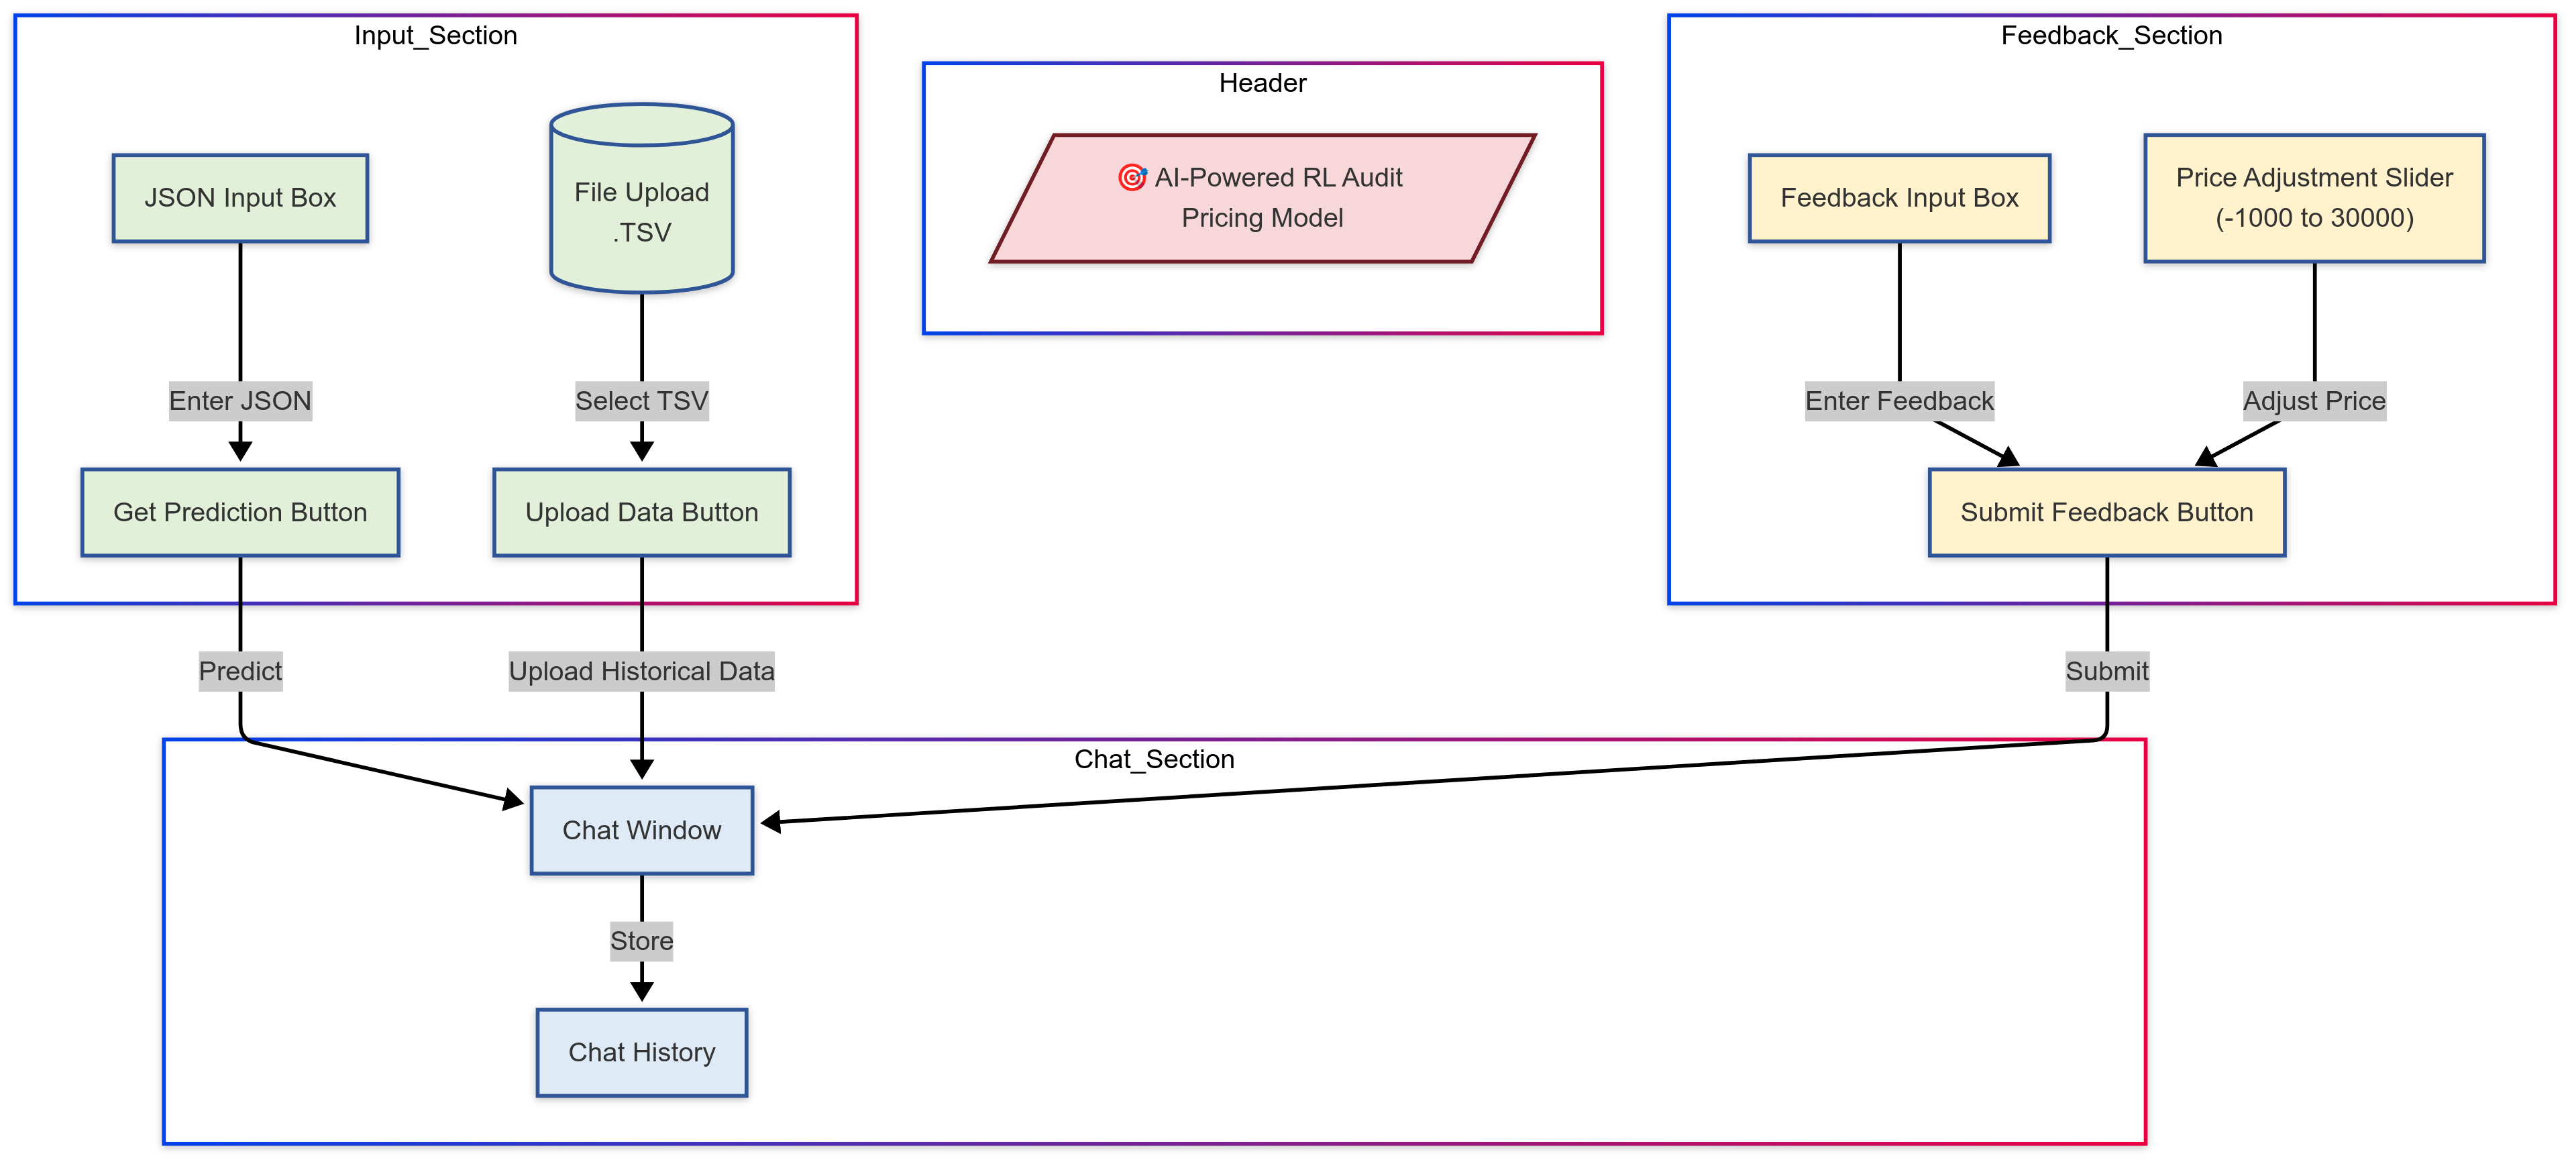 Input_Section
JSON Input Box
File Upload
.TSV
Enter JSON
Select TSV
Get Prediction Button
Upload Data Button
Header
🎯 AI-Powered RL Audit
Pricing Model
Feedback_Section
Feedback Input Box
Price Adjustment Slider
(-1000 to 30000)
Enter Feedback
Adjust Price
Submit Feedback Button
Predict
Upload Historical Data
Submit
Chat_Section
Chat Window
Store
Chat History